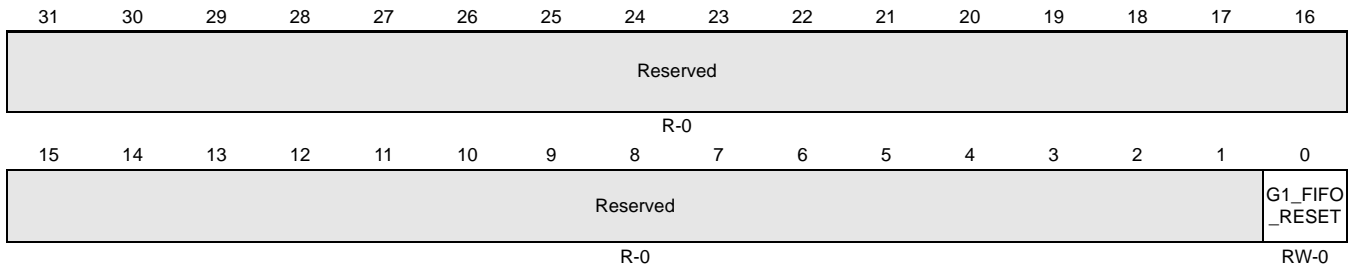 31 30 29 28 27 26 25 24 23 22 21 20 19 18 17 16
Reserved
R-0
15 14 13 12 11 10 9 8 7 6 5 4 3 2 1 0
Reserved G1_FIFO
_RESET
R-0 RW-0